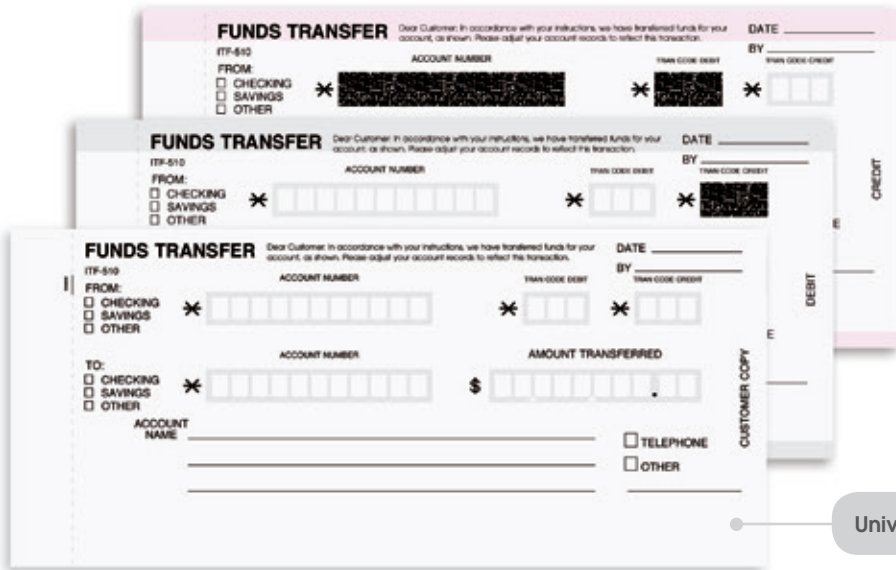 FUNDS TRANSFER Dear Customer: In accordance with your instructions, we have transferred funds for your DATE
account, as shown. Please adjust your account records to reflect this transaction. BY
ITF-510 ACCOUNT NUMBER TRAN CODE DEBIT TRAN CODE CREDIT
FROM:
CHECKING
SAVINGS
OTHER
CREDIT
FUNDS TRANSFER Dear Customer: In accordance with your instructions, we have transferred funds for your DATE
account, as shown. Please adjust your account records to reflect this transaction. BY
ITF-510 ACCOUNT NUMBER TRAN CODE DEBIT TRAN CODE CREDIT
FROM:
CHECKING
SAVINGS
OTHER
E
DEBIT
FUNDS TRANSFER Dear Customer: In accordance with your instructions, we have transferred funds for your DATE
account, as shown. Please adjust your account records to reflect this transaction. BY
ITF-510 ACCOUNT NUMBER TRAN CODE DEBIT TRAN CODE CREDIT
FROM:
CHECKING
SAVINGS
OTHER
E
TO: ACCOUNT NUMBER AMOUNT TRANSFERRED
CHECKING $ .
SAVINGS
OTHER
CUSTOMER COPY
ACCOUNT
NAME
TELEPHONE
OTHER
Univ